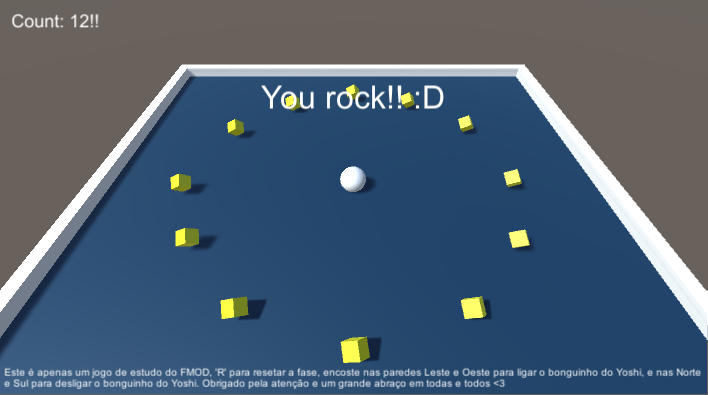 Count: 12!!
You rock!! :D
Este é apenas um jogo de estudo do FMOD, 'R' para resetar a fase, encoste nas paredes Leste e Oeste para ligar o bonguinho do Yoshi, e nas Norte
e Sul para desligar o bonguinho do Yoshi. Obrigado pela atenção e um grande abraço em todas e todos <3